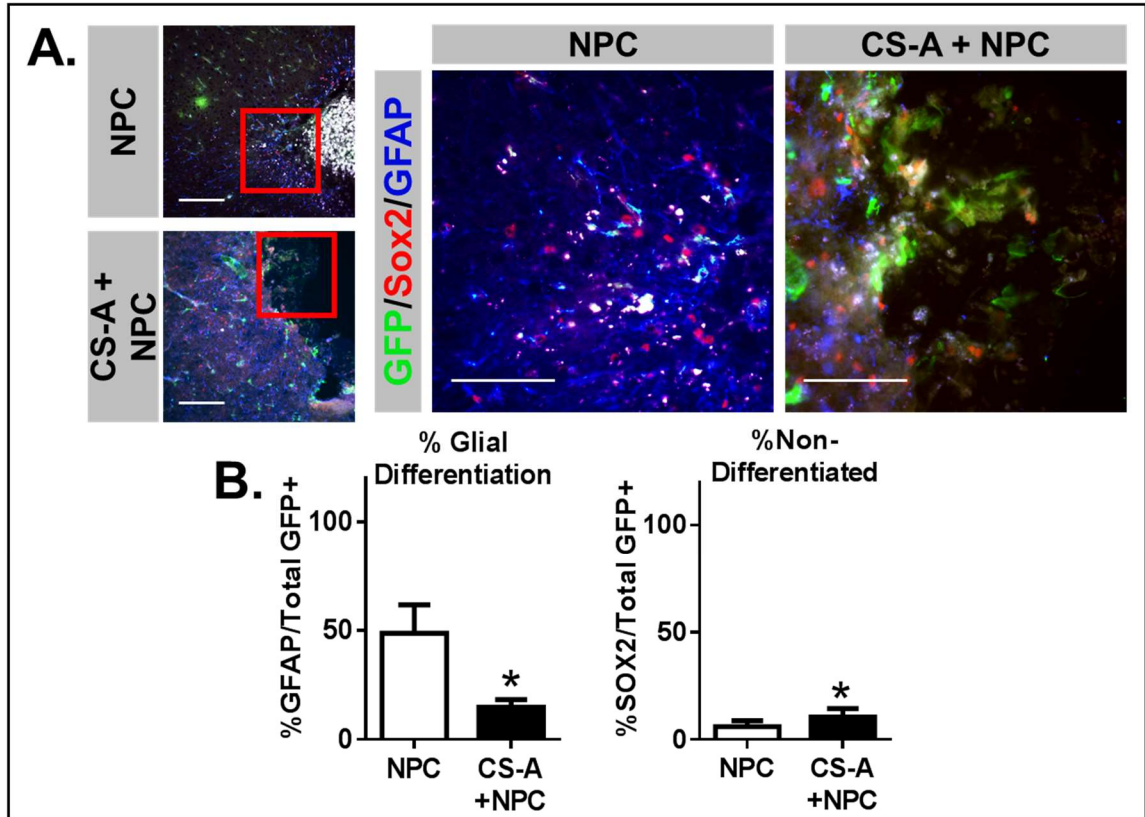 A.
NPC
CS-A +
NPC
GFP/Sox2/GFAP
NPC
CS-A + NPC
B.
% Glial
Differentiation
%GFAP/Total GFP+
100
50
0
*
NPC
CS-A
+NPC
%Non-
Differentiated
%SOX2/Total GFP+
100
50
0
*
NPC
CS-A
+NPC